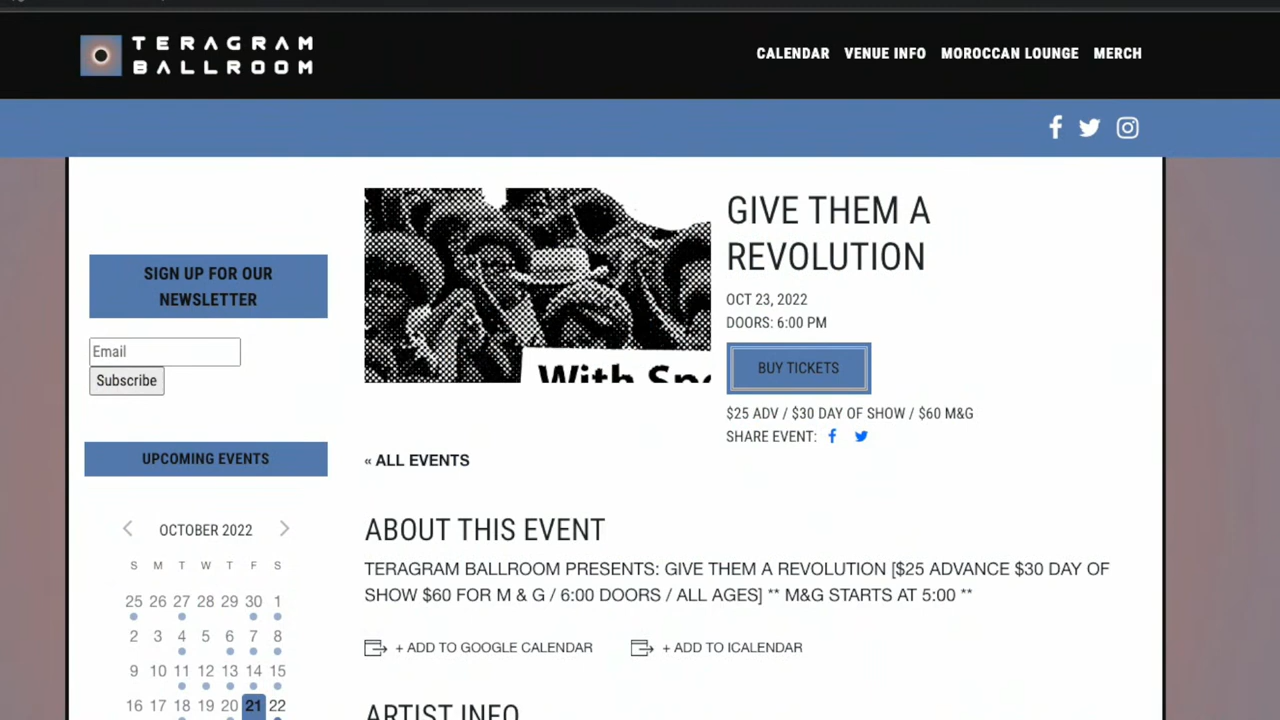 TERAGRAM
BALLROOM
CALENDAR VENUE INFO MOROCCAN LOUNGE MERCH
GIVE THEM A
REVOLUTION
OCT 23, 2022
DOORS: 6:00 PM
BUY TICKETS
$25 ADV / $30 DAY OF SHOW / $60 M&G
SHARE EVENT:
With
« ALL EVENTS
ABOUT THIS EVENT
TERAGRAM BALLROOM PRESENTS: GIVE THEM A REVOLUTION [$25 ADVANCE $30 DAY OF
SHOW $60 FOR M & G / 6:00 DOORS / ALL AGES] ** M&G STARTS AT 5:00 **
+ ADD TO GOOGLE CALENDAR + ADD TO ICALENDAR
ARTIST INFO
SIGN UP FOR OUR
NEWSLETTER
Email
Subscribe
UPCOMING EVENTS
OCTOBER 2022
S M T W T F S
25 26 27 28 29 30 1
2 3 4 5 6 7 8
9 10 11 12 13 14 15
16 17 18 19 20 21 22